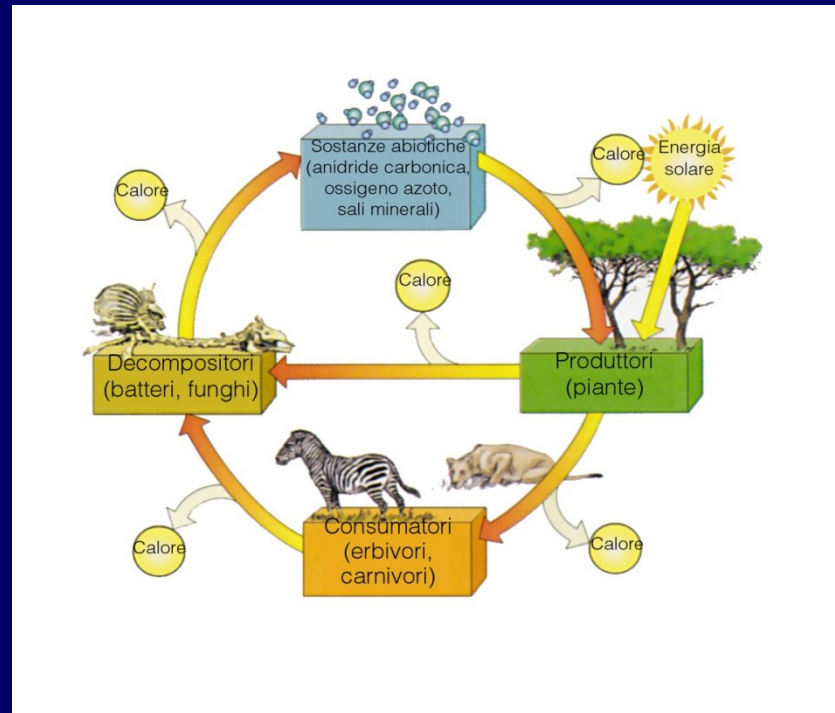 Sostanze abiotiche
(anidride carbonica,
ossigeno azoto,
sali minerali)
Calore
Energia
solare
Calore
Calore
Decompositori
(batteri, funghi)
Produttori
(piante)
Consumatori
(erbivori,
carnivori)
Calore
Calore